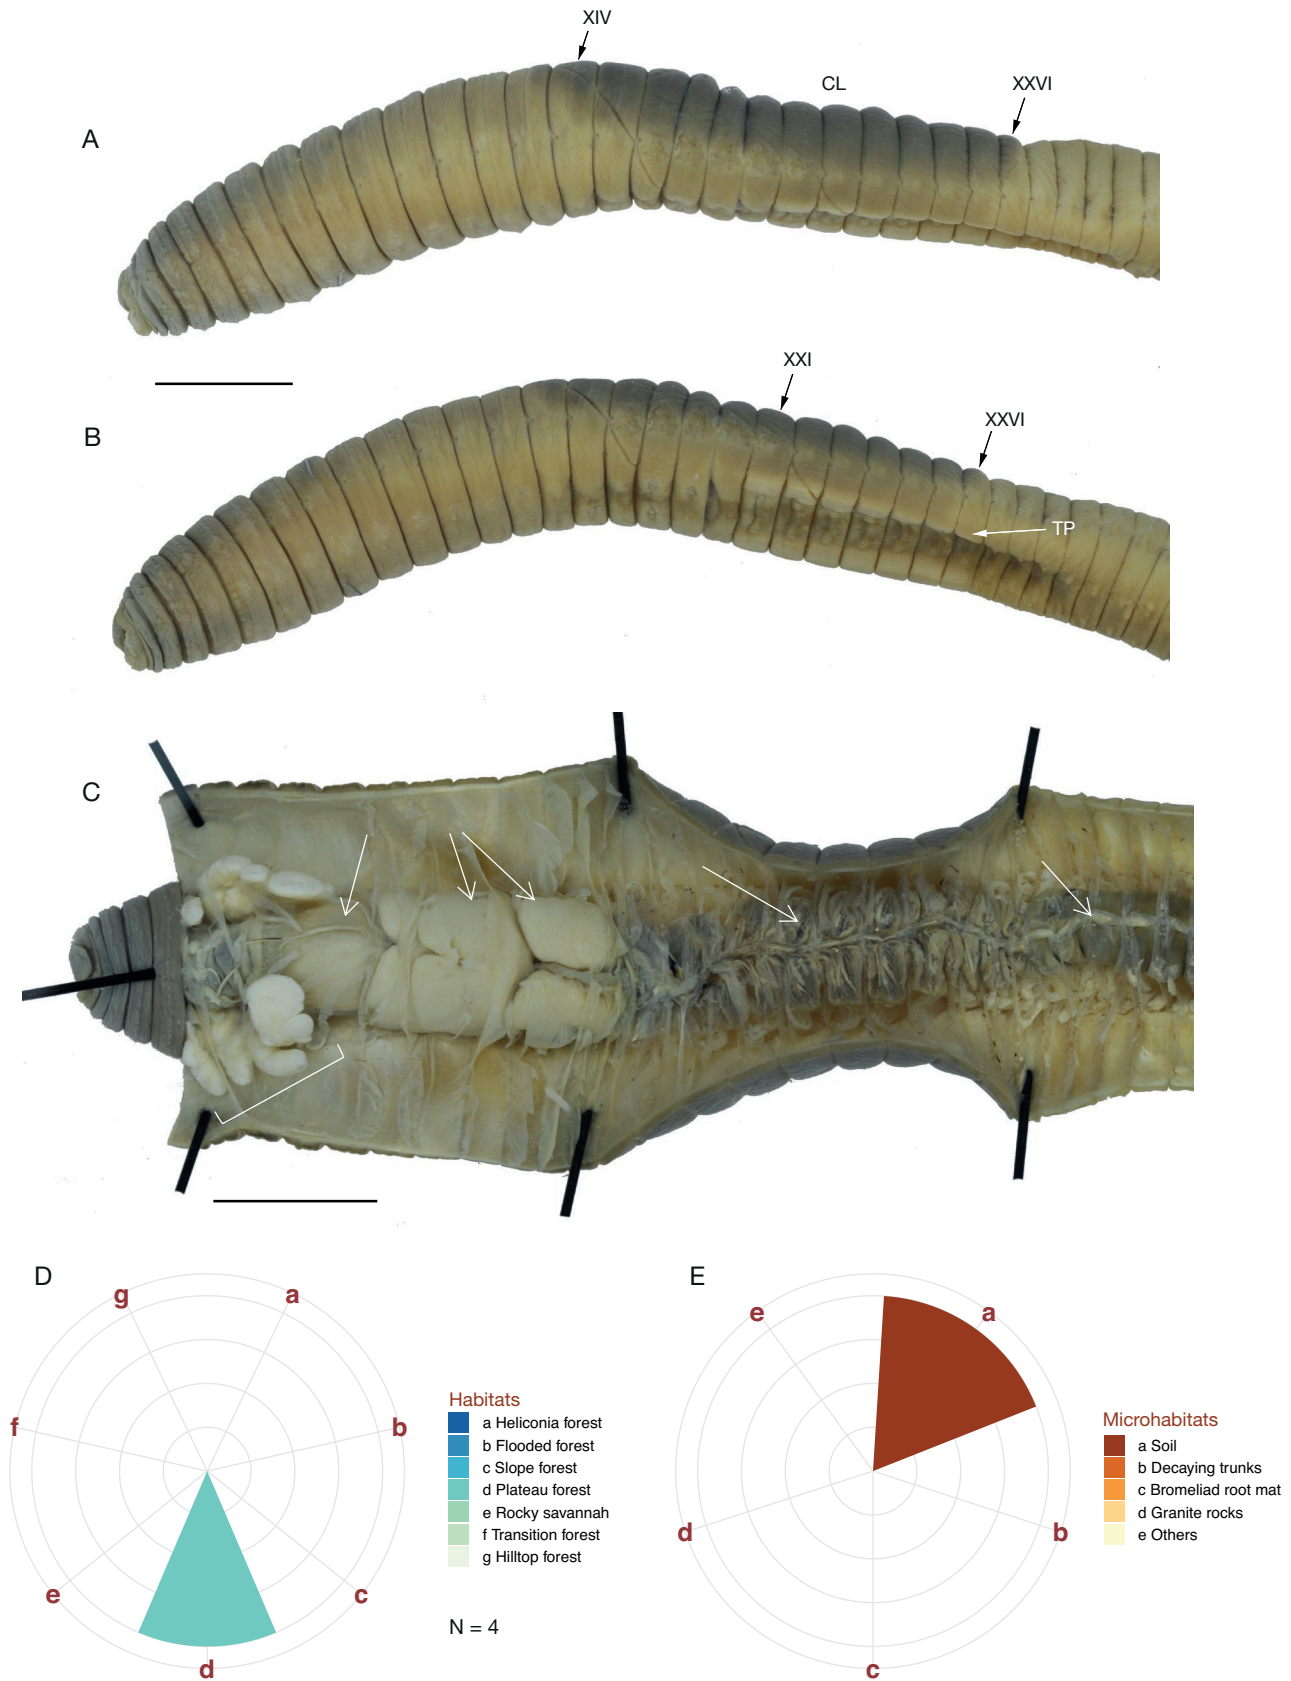 XIV
CL
XXVI
A
XXI
XXVI
B
TP
C
D
g
a
f
b
e
c
d
Habitats
a Heliconia forest
b Flooded forest
c Slope forest
d Plateau forest
e Rocky savannah
f Transition forest
g Hilltop forest
N = 4
E
e
a
d
b
c
Microhabitats
a Soil
b Decaying trunks
c Bromeliad root mat
d Granite rocks
e Others